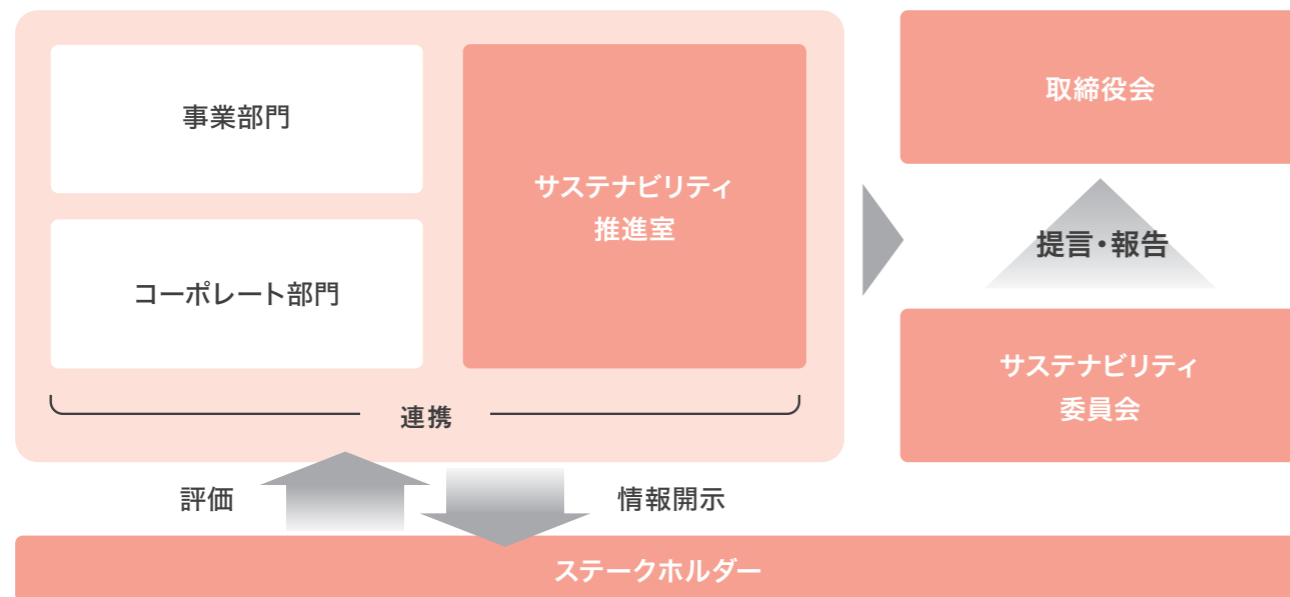 事業部門
コーポレート部門
サステナビリティ
推進室
連携
取締役会
提言・報告
サステナビリティ
委員会
評価
情報開示
ステークホルダー